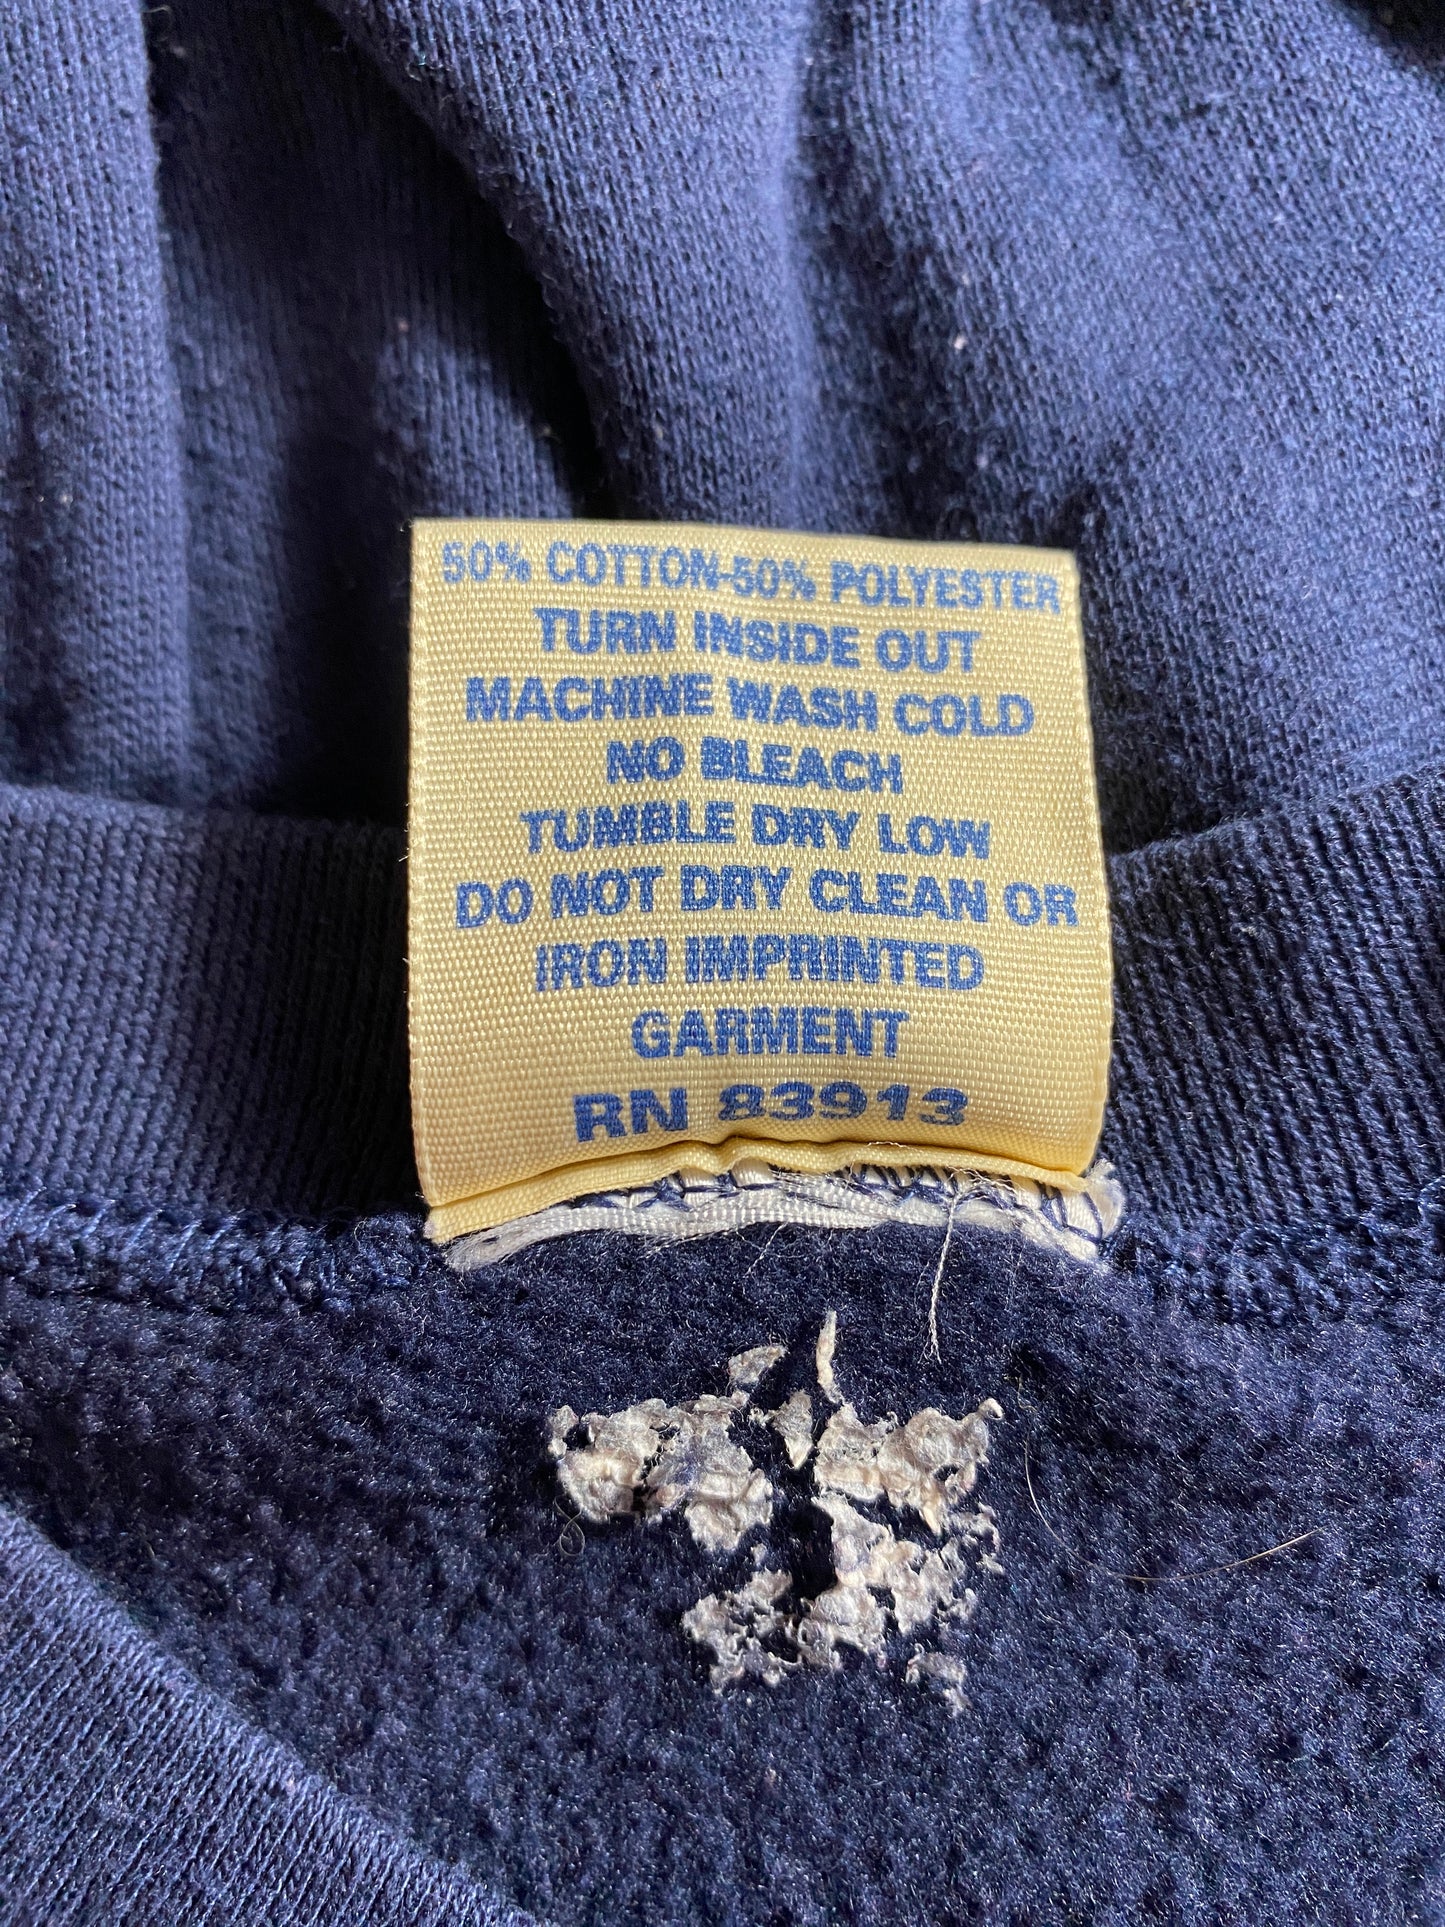 50% COTTON-50% POLYESTER
TURN INSIDE OUT
MACHINE WASH COLD
NO BLEACH
TUMBLE DRY LOW
DO NOT DRY CLEAN OR
IRON IMPRINTED
GARMENT
RN 83913